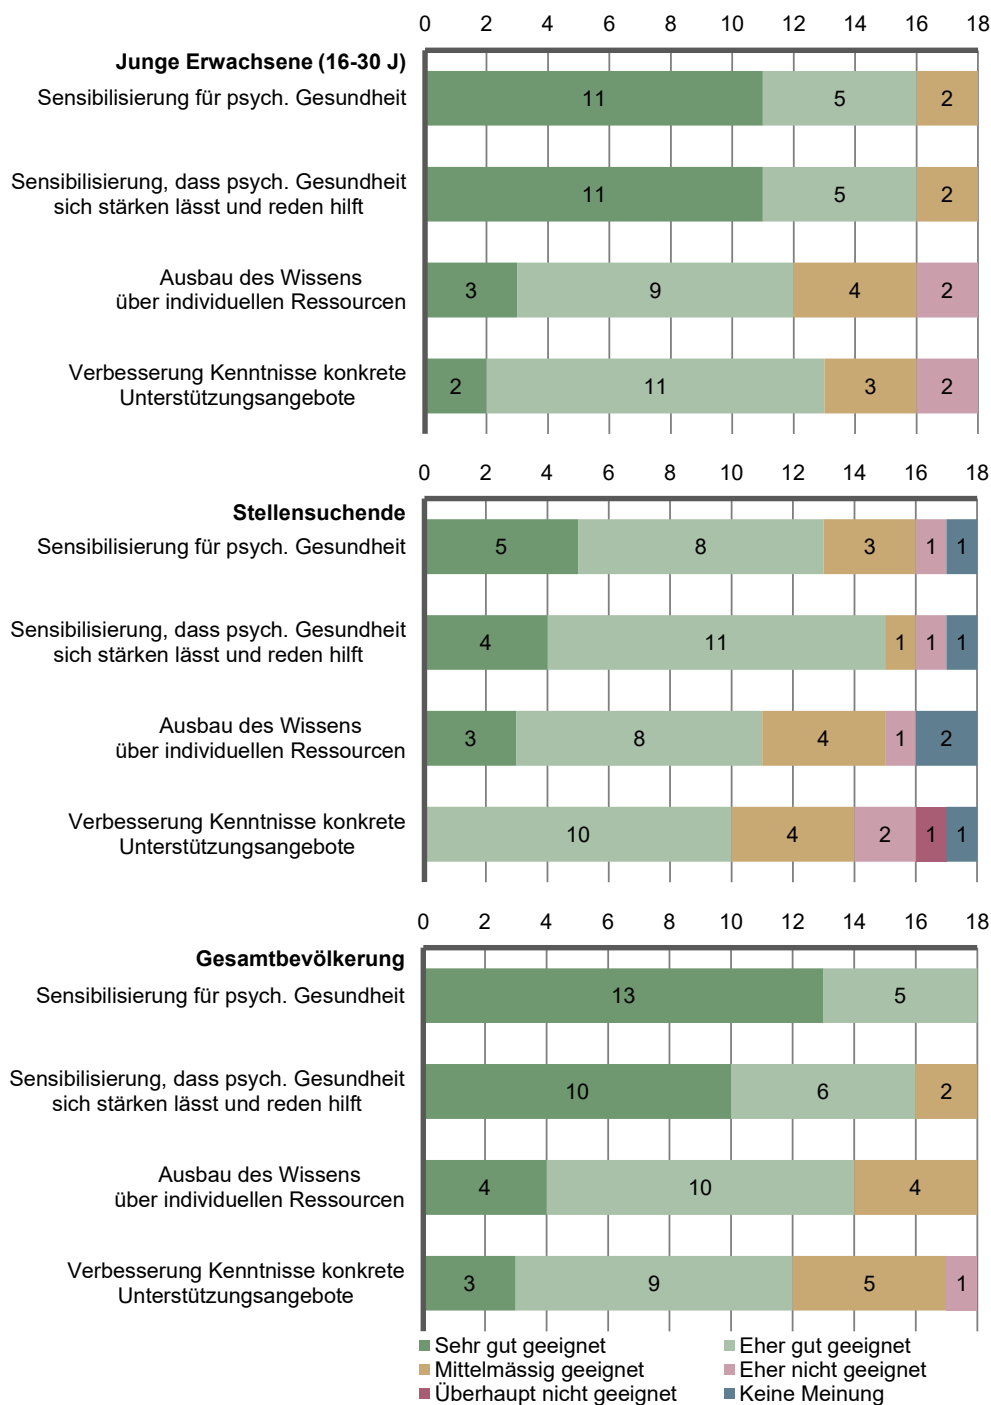 0 2 4 6 8 10 12 14 16 18
Junge Erwachsene (16-30 J)
Sensibilisierung für psych. Gesundheit
11 5 2
Sensibilisierung, dass psych. Gesundheit
sich stärken lässt und reden hilft
11 5 2
Ausbau des Wissens
über individuellen Ressourcen
3 9 4 2
Verbesserung Kenntnisse konkrete
Unterstützungsangebote
2 11 3 2
0 2 4 6 8 10 12 14 16 18
Stellensuchende
Sensibilisierung für psych. Gesundheit
5 8 3 1 1
Sensibilisierung, dass psych. Gesundheit
sich stärken lässt und reden hilft
4 11 1 1 1
Ausbau des Wissens
über individuellen Ressourcen
3 8 4 1 2
Verbesserung Kenntnisse konkrete
Unterstützungsangebote
10 4 2 1 1
0 2 4 6 8 10 12 14 16 18
Gesamtbevölkerung
Sensibilisierung für psych. Gesundheit
13 5
Sensibilisierung, dass psych. Gesundheit
sich stärken lässt und reden hilft
10 6 2
Ausbau des Wissens
über individuellen Ressourcen
4 10 4
Verbesserung Kenntnisse konkrete
Unterstützungsangebote
3 9 5 1
Sehr gut geeignet Eher gut geeignet
Mittelmässig geeignet Eher nicht geeignet
Überhaupt nicht geeignet Keine Meinung